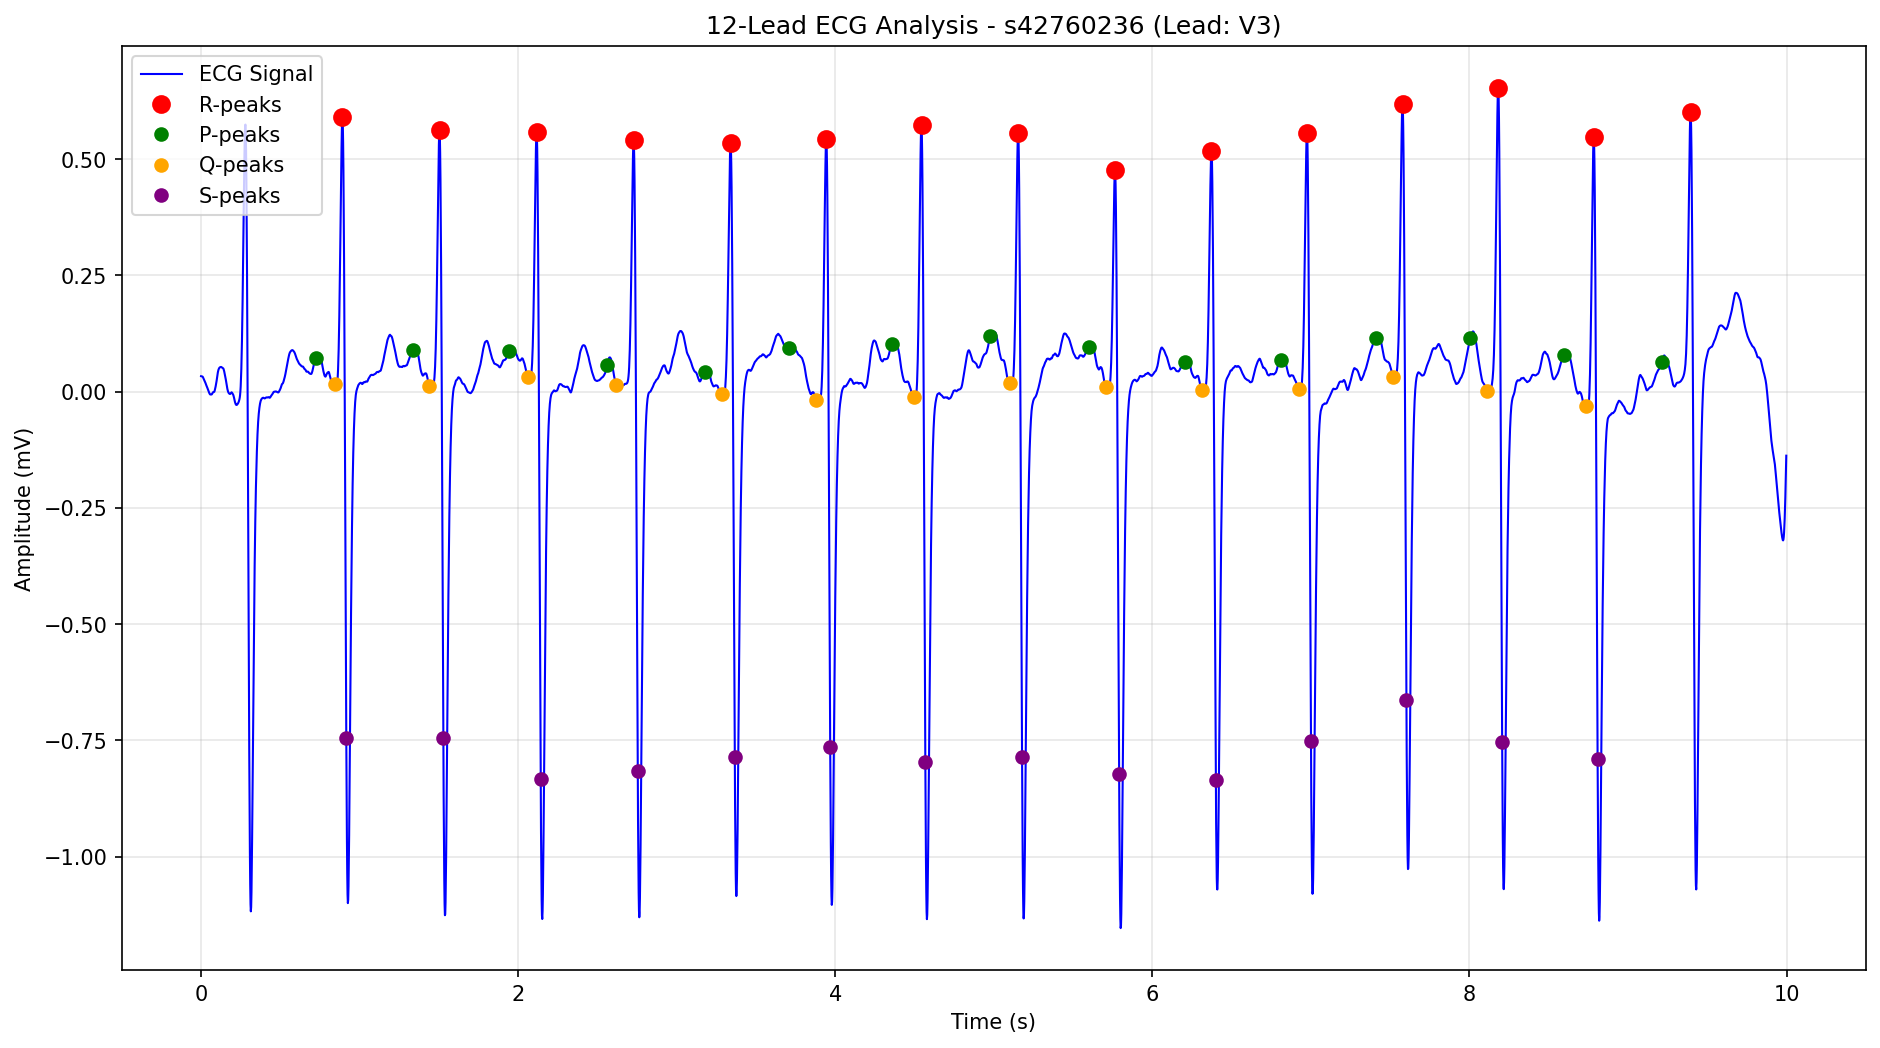 12-Lead ECG Analysis - s42760236 (Lead: V3)
ECG Signal
R-peaks
P-peaks
Q-peaks
S-peaks
Amplitude (mV)
0.50
0.25
0.00
−0.25
−0.50
−0.75
−1.00
0 2 4 6 8 10
Time (s)